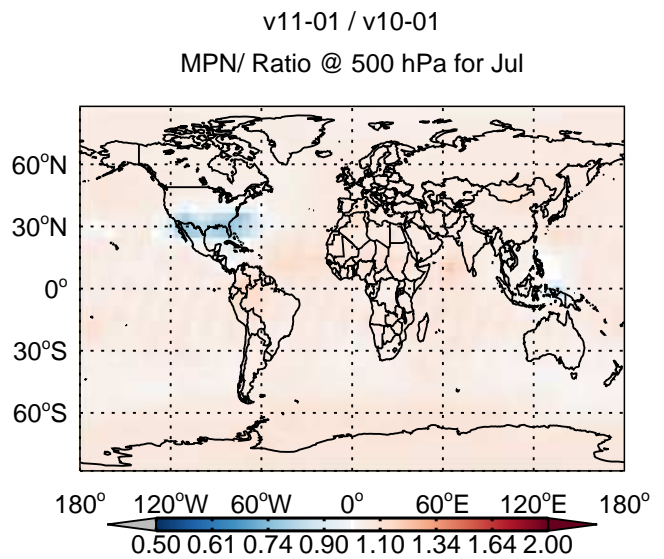 v11-01 / v10-01
MPN/ Ratio @ 500 hPa for Jul
60°N
30°N
0°
30°S
60°S
180° 120°W 60°W 0° 60°E 120°E 180°
0.50 0.61 0.74 0.90 1.10 1.34 1.64 2.00